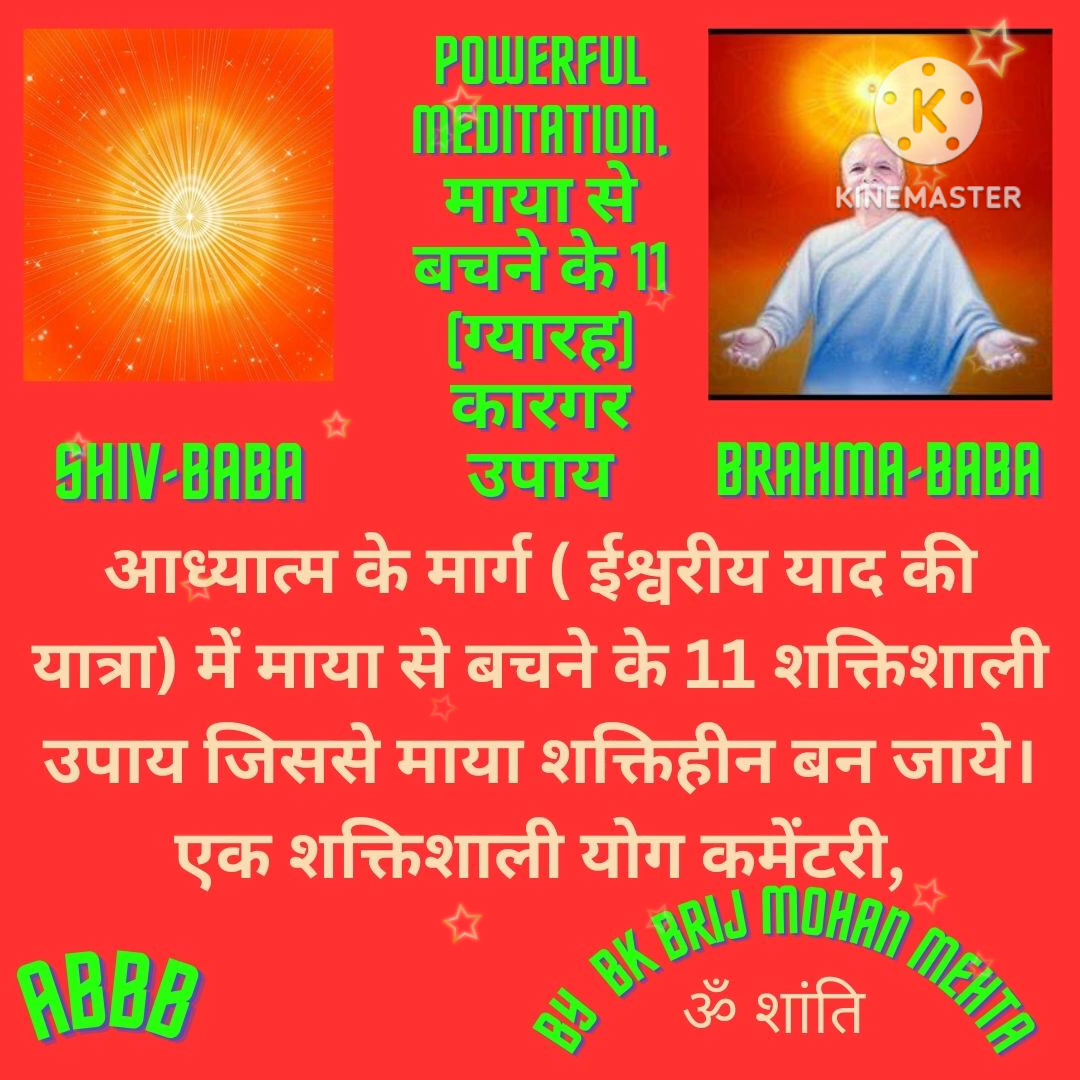 POWERFUL
MEDITATION,
माया से
बचने के 11
(ग्यारह)
कारगर
उपाय
K
KINEMASTER
SHIV-BABA
BRAHMA-BABA
आध्यात्म के मार्ग ( ईश्वरीय याद की
यात्रा) में माया से बचने के 11 शक्तिशाली
उपाय जिससे माया शक्तिहीन बन जाये।
एक शक्तिशाली योग कमेंटरी,
ABBB
BY BK BRIJ MOHAN MEHTA
ॐ शांति